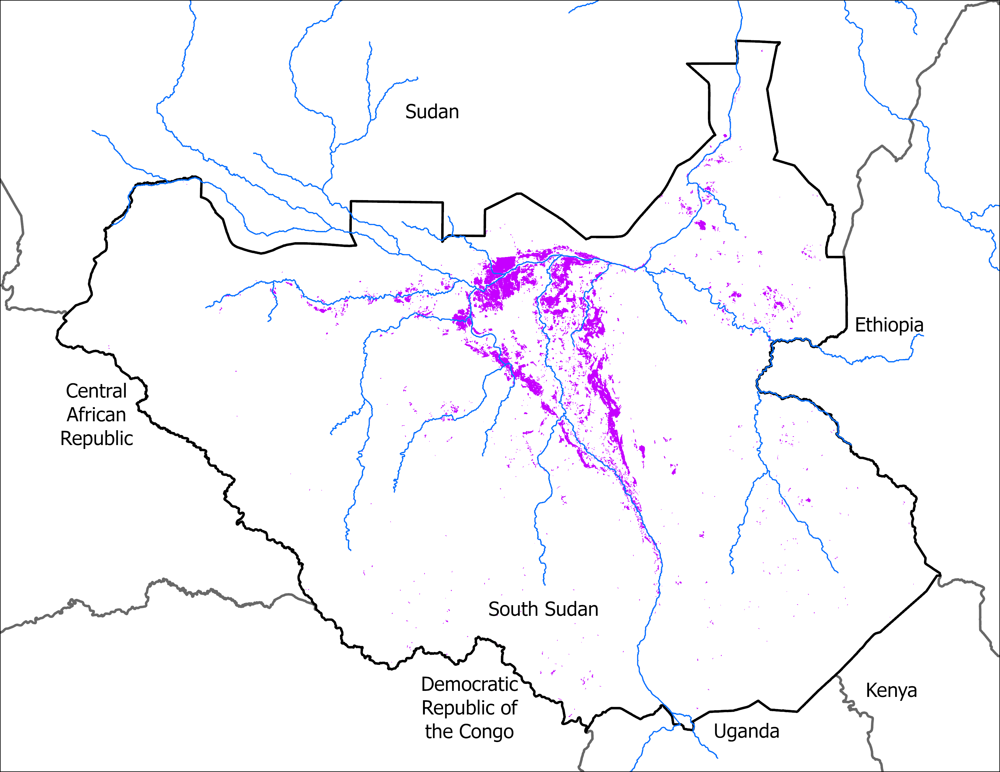 Sudan
Ethiopia
Central
African
Republic
South Sudan
Democratic
Republic of
the Congo
Kenya
Uganda